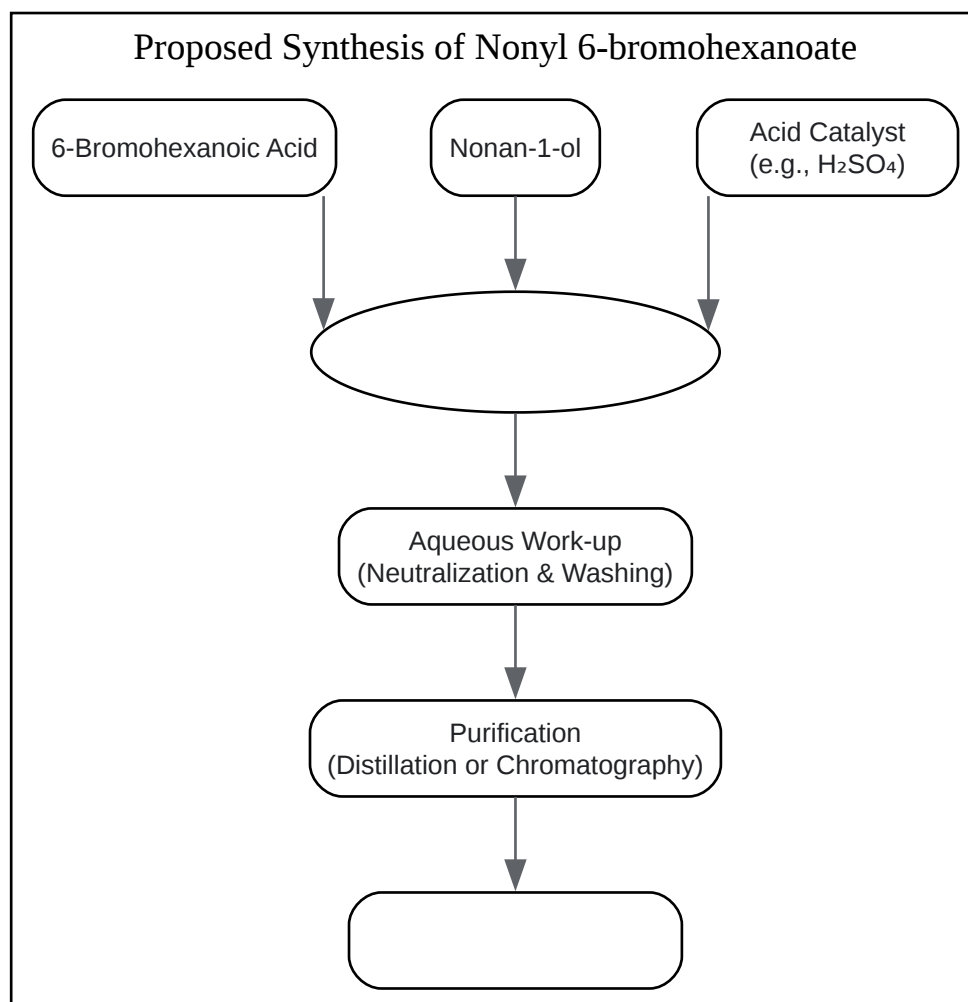 Proposed Synthesis of Nonyl 6-bromohexanoate
6-Bromohexanoic Acid
Nonan-1-ol
Acid Catalyst
(e.g., H₂SO₄)
Aqueous Work-up
(Neutralization & Washing)
Purification
(Distillation or Chromatography)